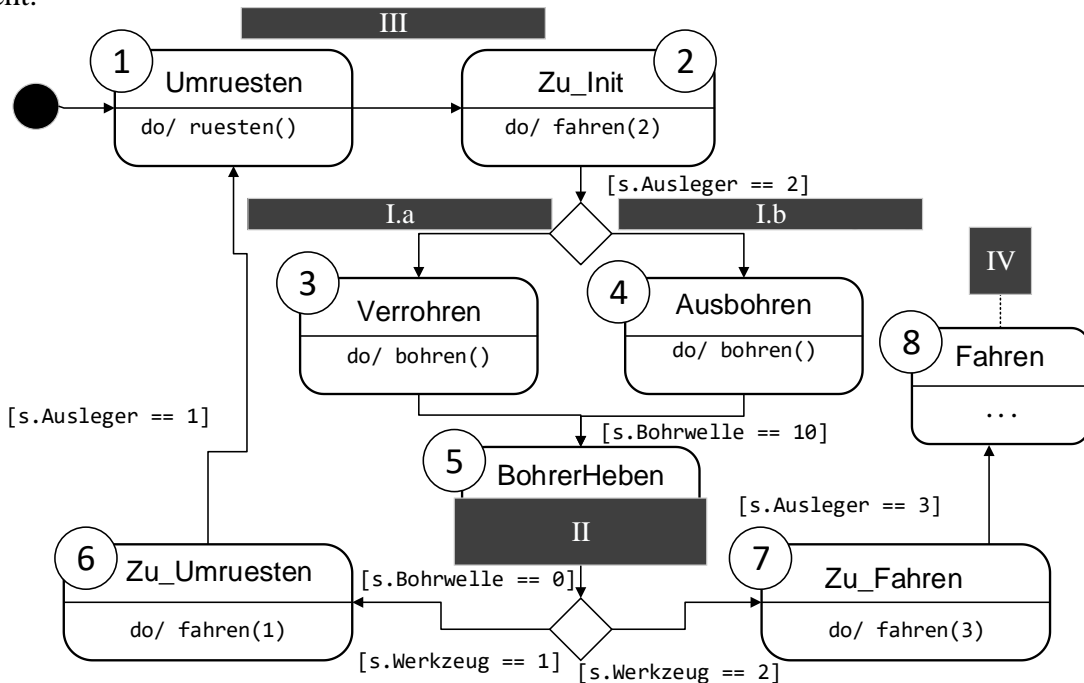 III
1
Umruesten
do/ ruesten()
2
Zu_Init
do/ fahren(2)
[s.Ausleger == 2]
I.a
I.b
3
Verrohren
do/ bohren()
4
Ausbohren
do/ bohren()
IV
8
Fahren
...
[s.Ausleger == 1]
[s.Bohrwelle == 10]
5
BohrerHeben
II
[s.Ausleger == 3]
6
Zu_Umruesten
do/ fahren(1)
[s.Bohrwelle == 0]
7
Zu_Fahren
do/ fahren(3)
[s.Werkzeug == 1]
[s.Werkzeug == 2]